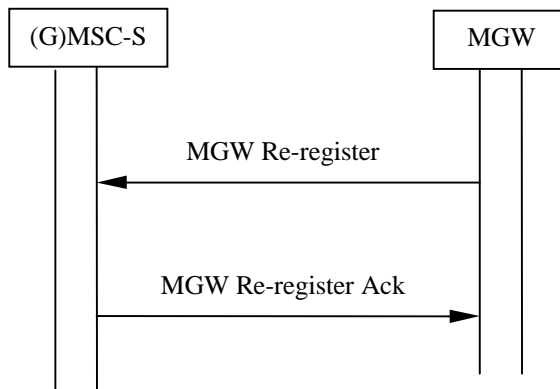 (G)MSC-S
MGW
MGW Re-register
MGW Re-register Ack